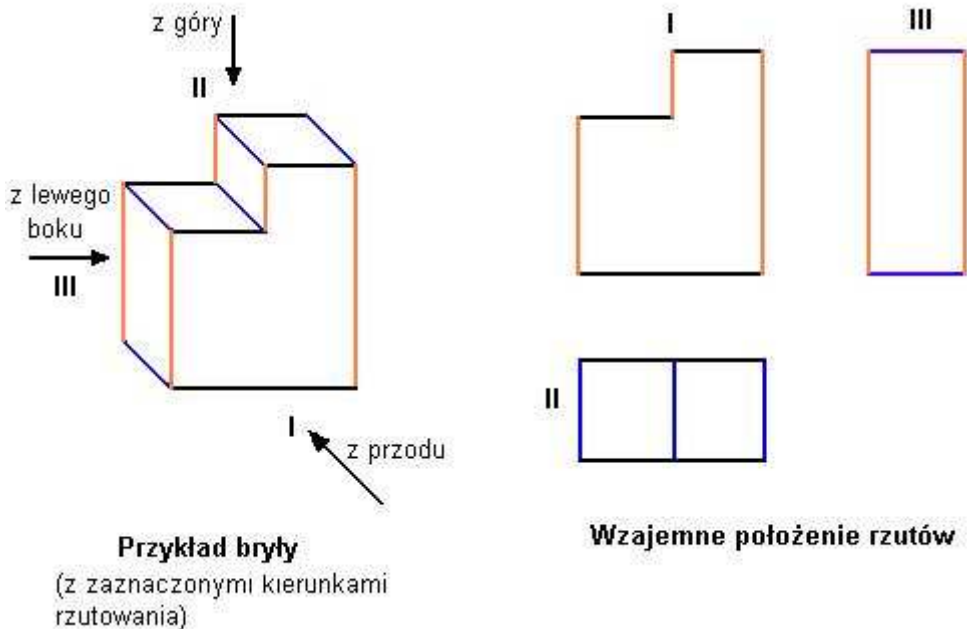 z góry
II
z lewego
boku
III
I
z przodu
Przykład bryły
(z zaznaczonymi kierunkami
rzutowania)
I
III
II
Wzajemne położenie rzutów